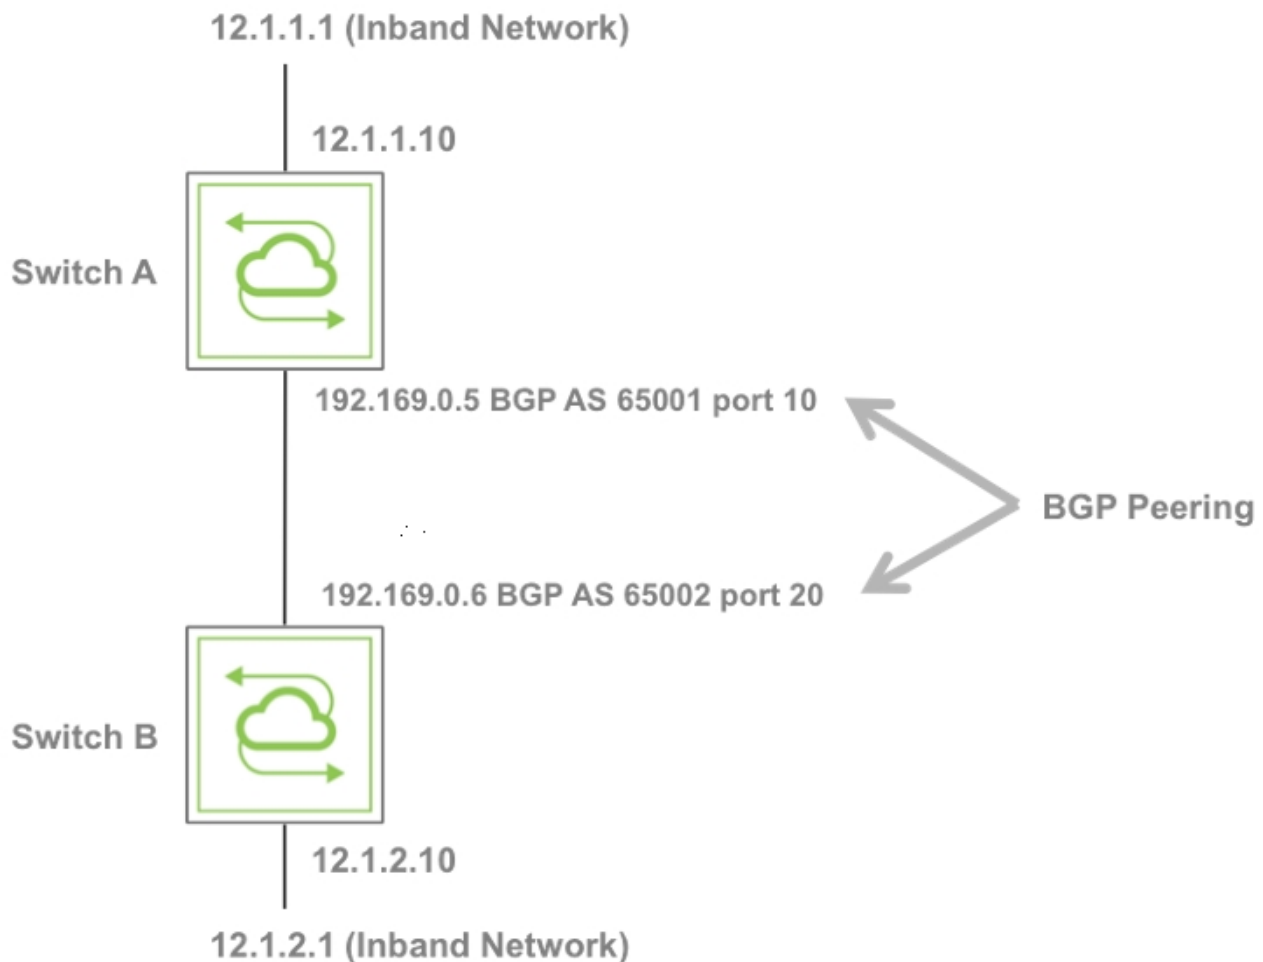 12.1.1.1 (Inband Network)
12.1.1.10
Switch A
192.169.0.5 BGP AS 65001 port 10
BGP Peering
192.169.0.6 BGP AS 65002 port 20
Switch B
12.1.2.10
12.1.2.1 (Inband Network)